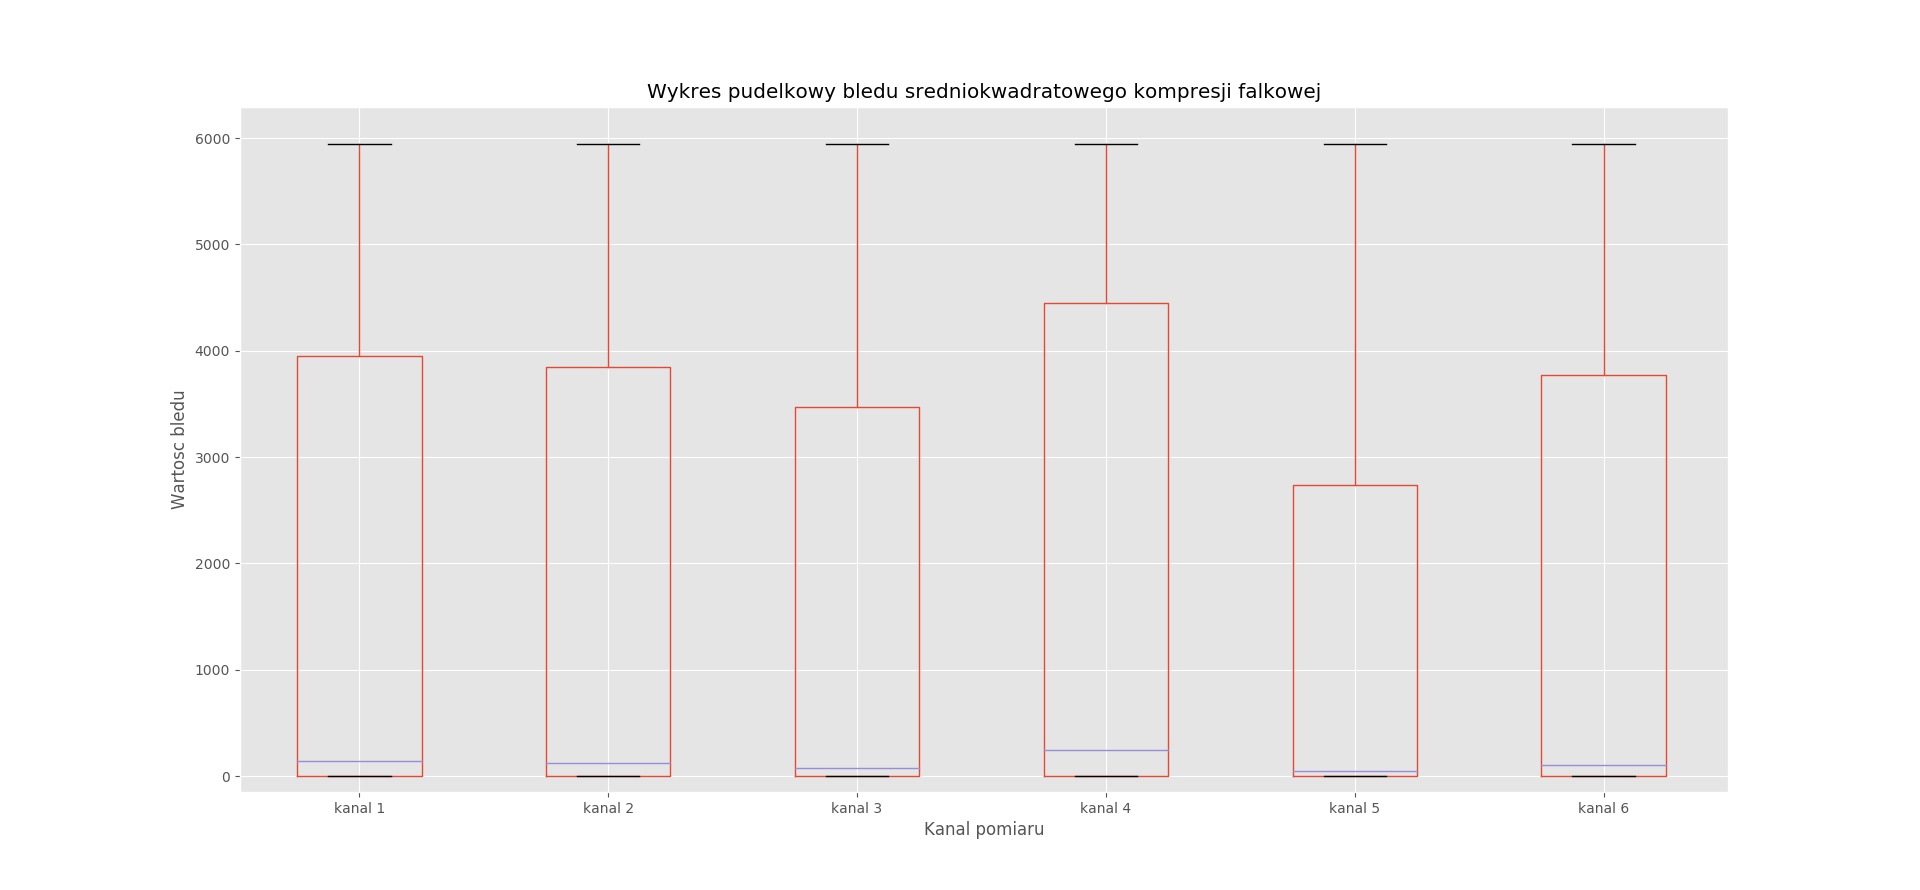 Wykres pudelkowy bledu sredniokwadratowego kompresji falkowej
6000
5000
4000
3000
2000
1000
0
Wartosc bledu
kanal 1
kanal 2
kanal 3
kanal 4
kanal 5
kanal 6
Kanal pomiaru